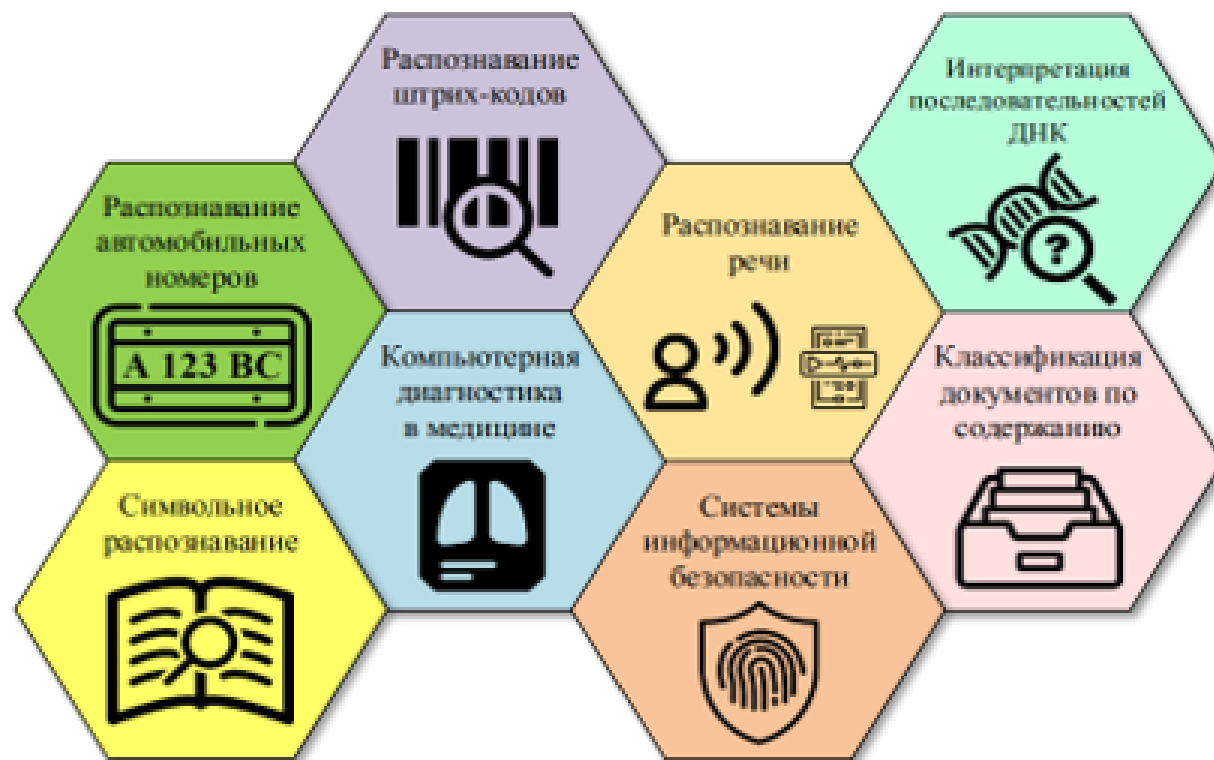 Распознавание
штрих-кодов
Интерпретация
последовательностей
ДНК
Распознавание
автомобильных
номеров
А 123 ВС
Распознавание
речи
Компьютерная
диагностика
в медицине
Классификация
документов по
содержанию
Символьное
распознавание
Системы
информационной
безопасности
?